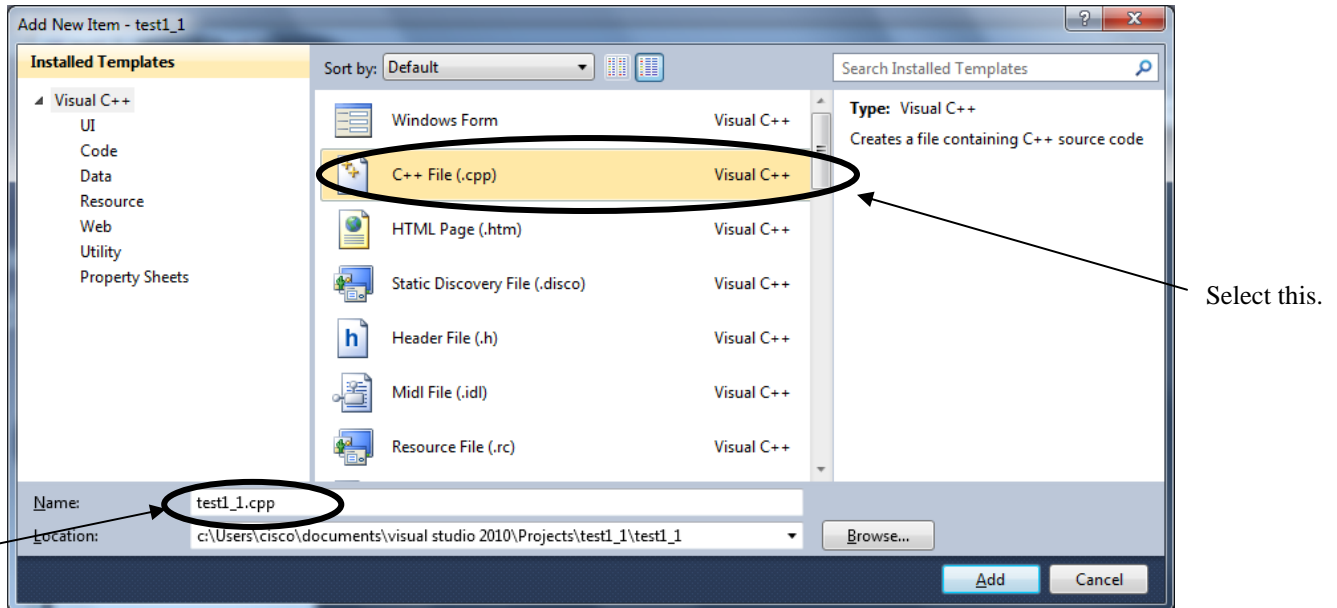 Add New Item - test1_1
Installed Templates
Sort by: Default
Search Installed Templates
Visual C++
UI
Code
Data
Resource
Web
Utility
Property Sheets
Windows Form Visual C++
C++ File (.cpp) Visual C++
HTML Page (.htm) Visual C++
Static Discovery File (.disco) Visual C++
Header File (.h) Visual C++
Midl File (.idl) Visual C++
Resource File (.rc) Visual C++
Type: Visual C++
Creates a file containing C++ source code
Select this.
Name: test1_1.cpp
Location: c:\Users\cisco\documents\visual studio 2010\Projects\test1_1\test1_1
Browse...
Add
Cancel